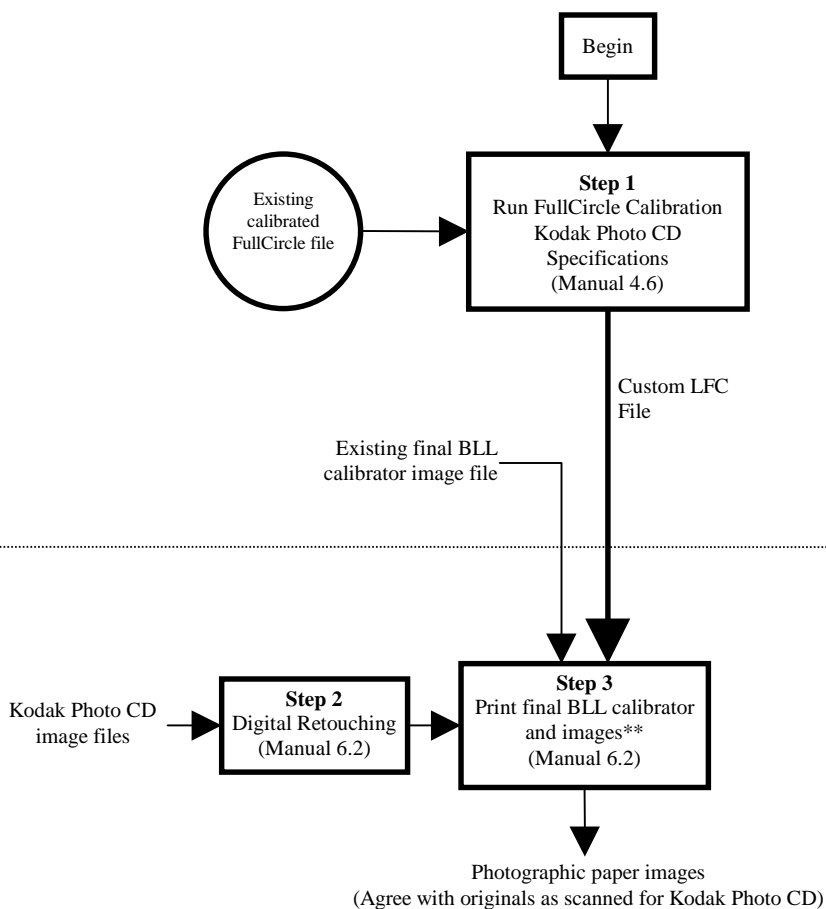 Begin
Existing
calibrated
FullCircle file
Step 1
Run FullCircle Calibration
Kodak Photo CD
Specifications
(Manual 4.6)
Custom LFC
File
Existing final BLL
calibrator image file
Kodak Photo CD
image files
Step 2
Digital Retouching
(Manual 6.2)
Step 3
Print final BLL calibrator
and images**
(Manual 6.2)
Photographic paper images
(Agree with originals as scanned for Kodak Photo CD)